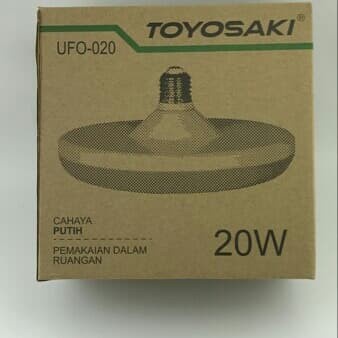 TOYOSAKI®
UFO-020
CAHAYA
PUTIH
PEMAKAIAN DALAM
RUANGAN
20W